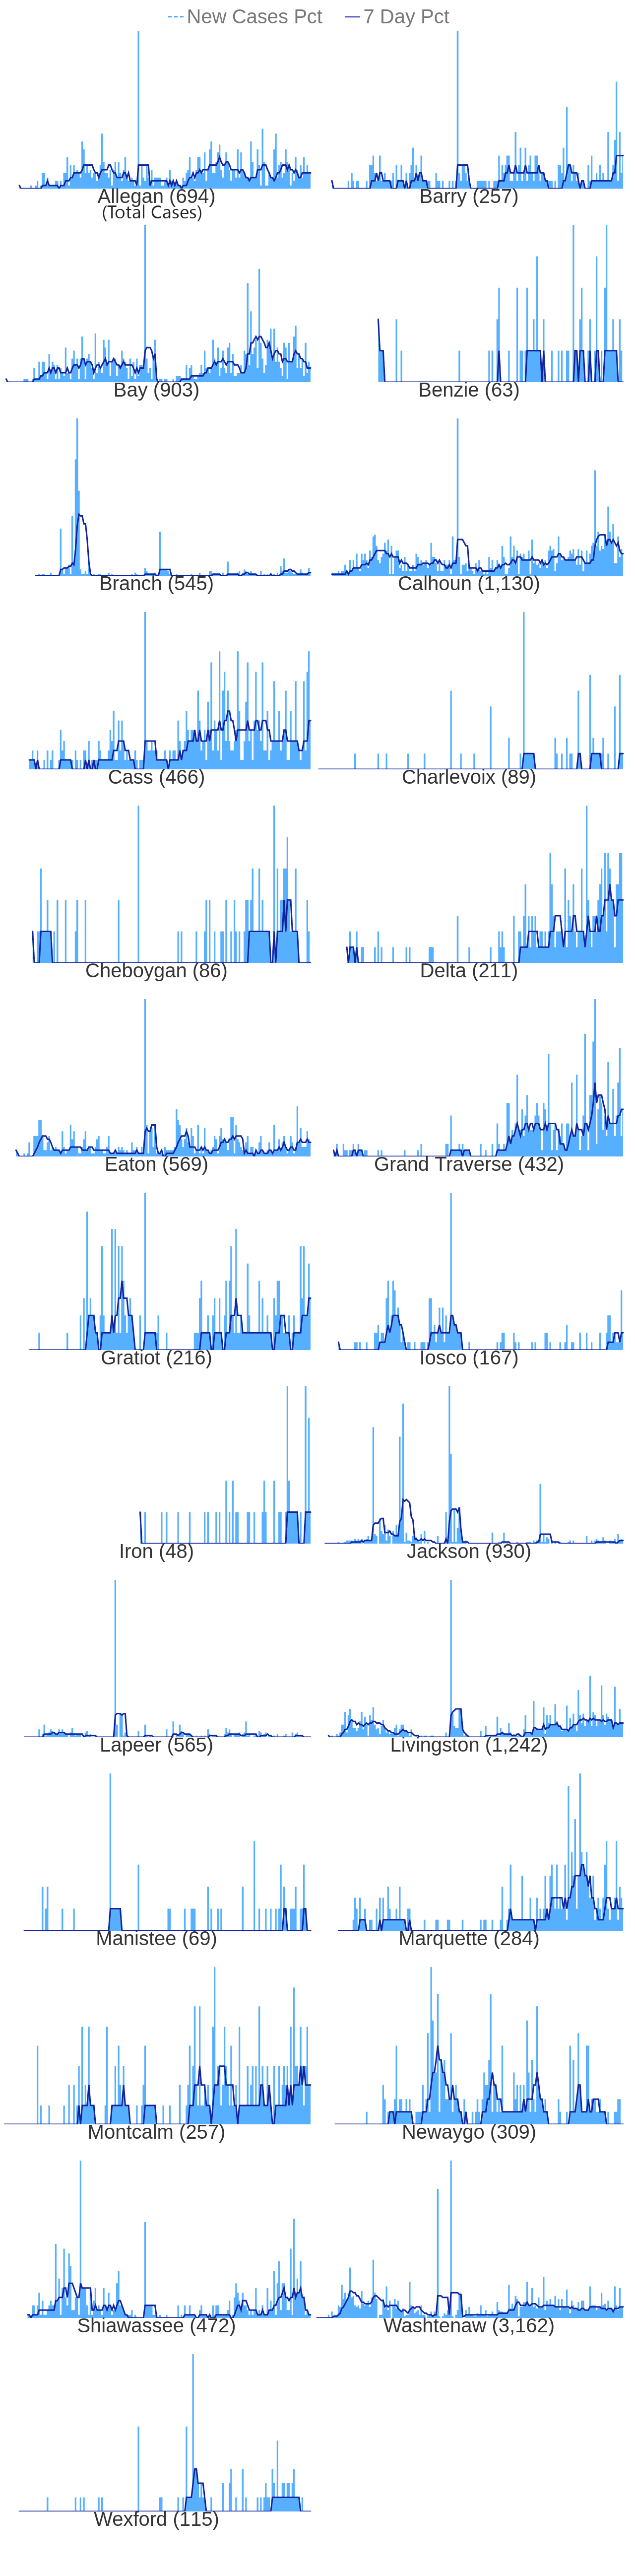 New Cases Pct 7 Day Pct
Allegan (694) Barry (257)
(Total Cases)
Bay (903) Benzie (63)
Branch (545) Calhoun (1,130)
Cass (466) Charlevoix (89)
Cheboygan (86) Delta (211)
Eaton (569) Grand Traverse (432)
Gratiot (216) Iosco (167)
Iron (48) Jackson (930)
Lapeer (565) Livingston (1,242)
Manistee (69) Marquette (284)
Montcalm (257) Newaygo (309)
Shiawassee (472) Washtenaw (3,162)
Wexford (115)